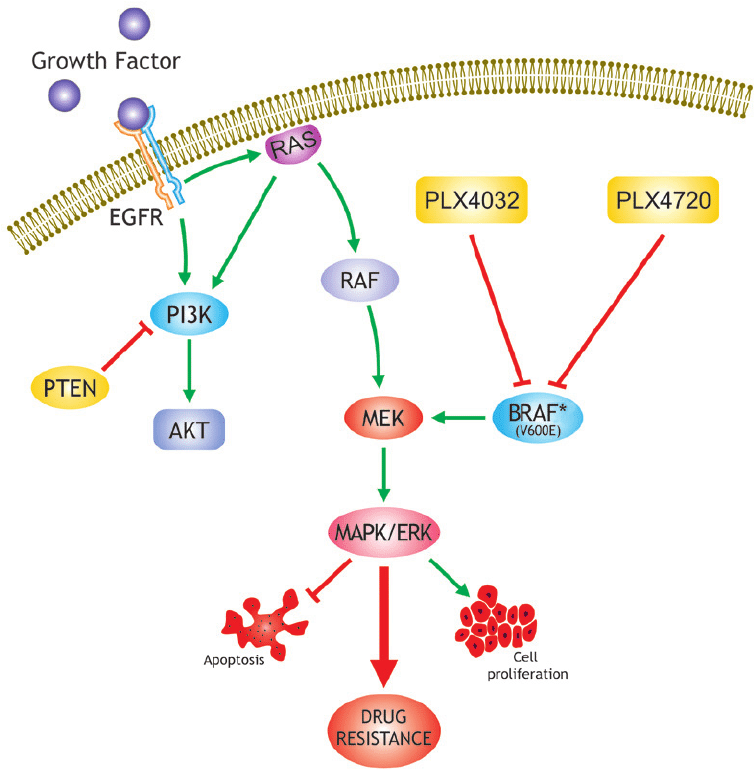 Growth Factor
RAS
EGFR
PLX4032
PLX4720
RAF
PI3K
PTEN
AKT
MEK
BRAF*
(V600E)
MAPK/ERK
Apoptosis
Cell
proliferation
DRUG
RESISTANCE